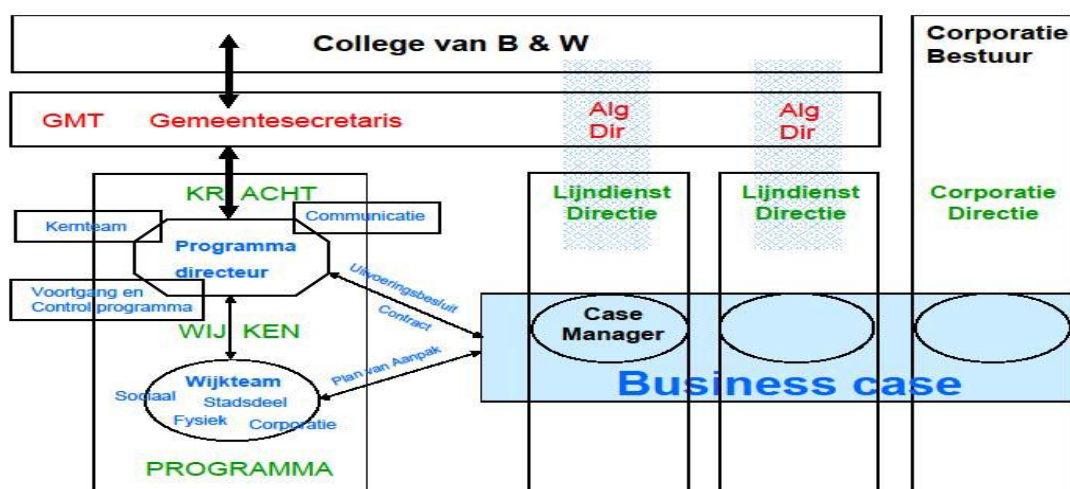 College van B & W
Corporatie
Bestuur
GMT Gemeentesecretaris
Alg
Dir
Alg
Dir
KR ACHT
Kernteam
Communicatie
Programma
directeur
Voortgang en
Control programma
WIJ KEN
Wijkteam
Sociaal
Stadsdeel
Fysiek
Corporatie
PROGRAMMA
Uitvoeringsbesluit
Contract
Plan van Aanpak
Lijndienst
Directie
Lijndienst
Directie
Corporatie
Directie
Case
Manager
Business case